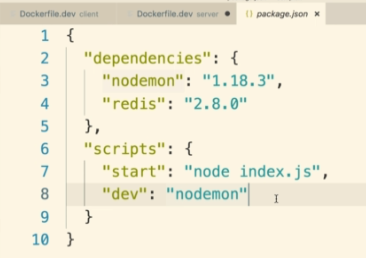 Dockerfile.dev client Dockerfile.dev server ● {} package.json ×
1 {
2 "dependencies": {
3 "nodemon": "1.18.3",
4 "redis": "2.8.0"
5 },
6 "scripts": {
7 "start": "node index.js",
8 "dev": "nodemon"
9 }
10 }